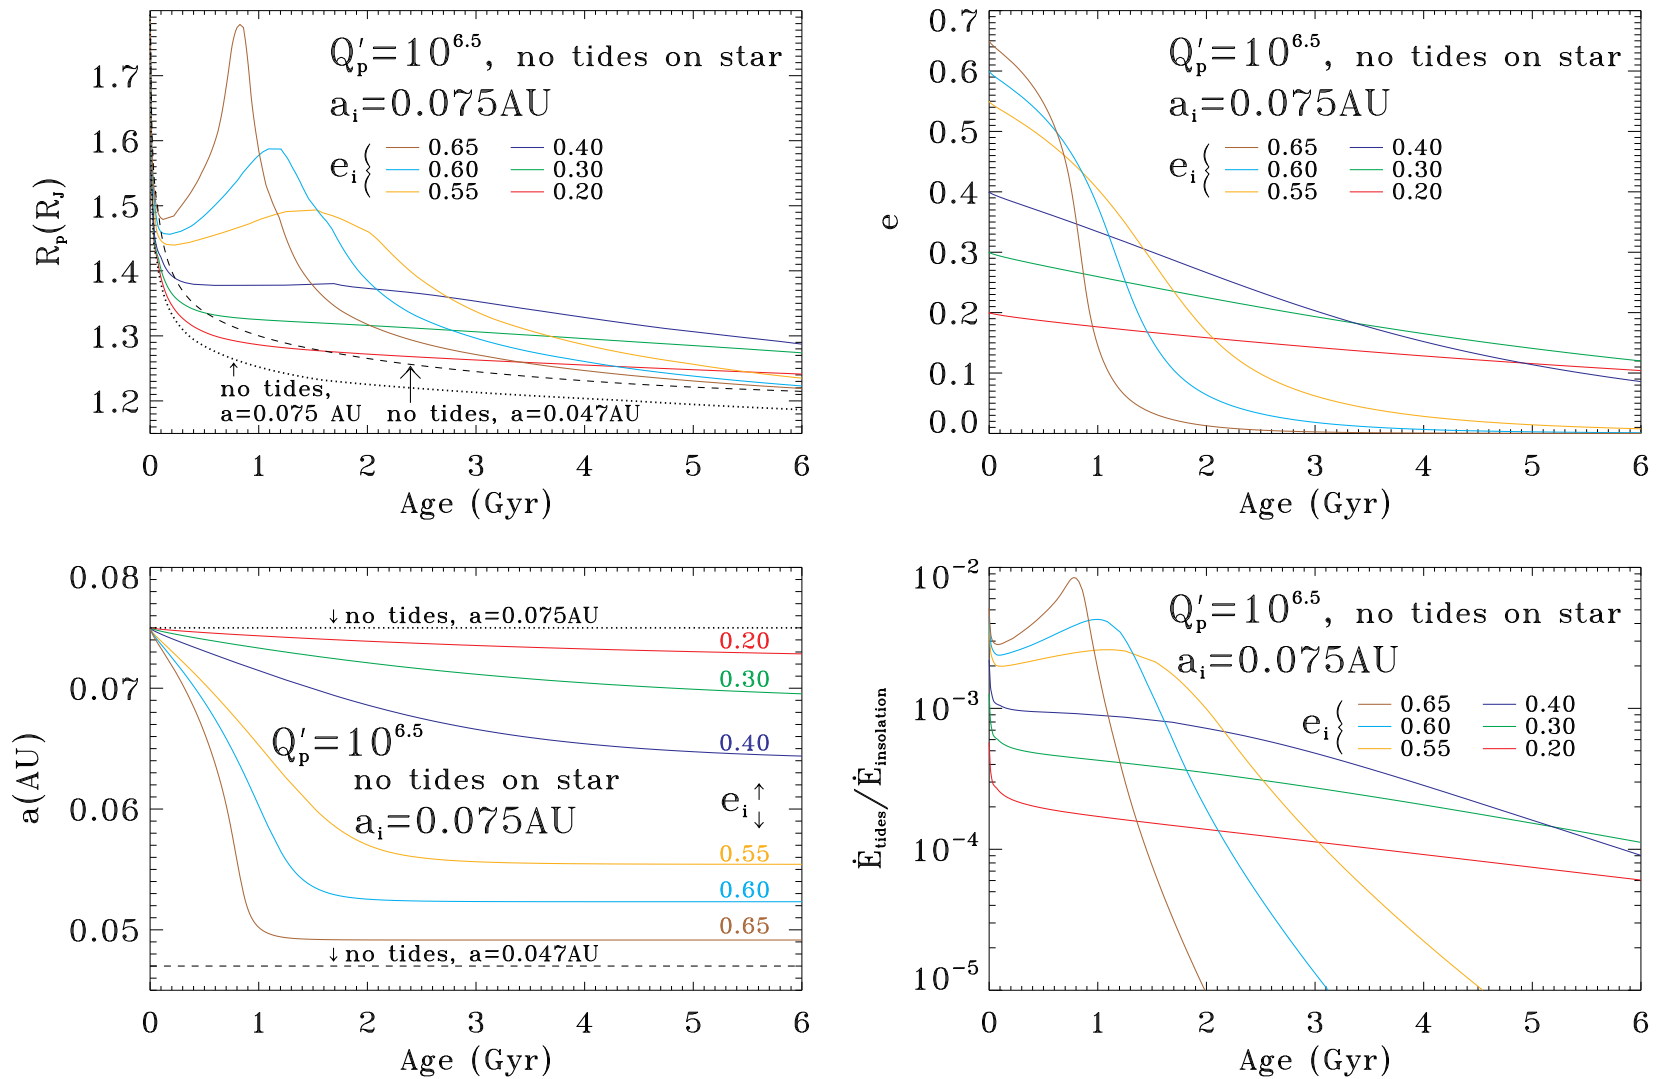 Q′p=10^6.5, no tides on star
ai=0.075AU
ei{
0.65 0.40
0.60 0.30
0.55 0.20
1.7
1.6
1.5
1.4
1.3
1.2
Rp(RJ)
no tides,
a=0.075 AU
no tides, a=0.047AU
0 1 2 3 4 5 6
Age (Gyr)
Q′p=10^6.5, no tides on star
ai=0.075AU
ei{
0.65 0.40
0.60 0.30
0.55 0.20
0.7
0.6
0.5
0.4
0.3
0.2
0.1
0.0
e
0 1 2 3 4 5 6
Age (Gyr)
0.08
0.07
0.06
0.05
a(AU)
↓no tides, a=0.075AU
0.20
0.30
Q′p=10^6.5
no tides on star
ai=0.075AU
0.40
ei↑↓
0.55
0.60
0.65
↓no tides, a=0.047AU
0 1 2 3 4 5 6
Age (Gyr)
10^-2
10^-3
10^-4
10^-5
Ėtides/Ėinsolation
Q′p=10^6.5, no tides on star
ai=0.075AU
ei{
0.65 0.40
0.60 0.30
0.55 0.20
0 1 2 3 4 5 6
Age (Gyr)